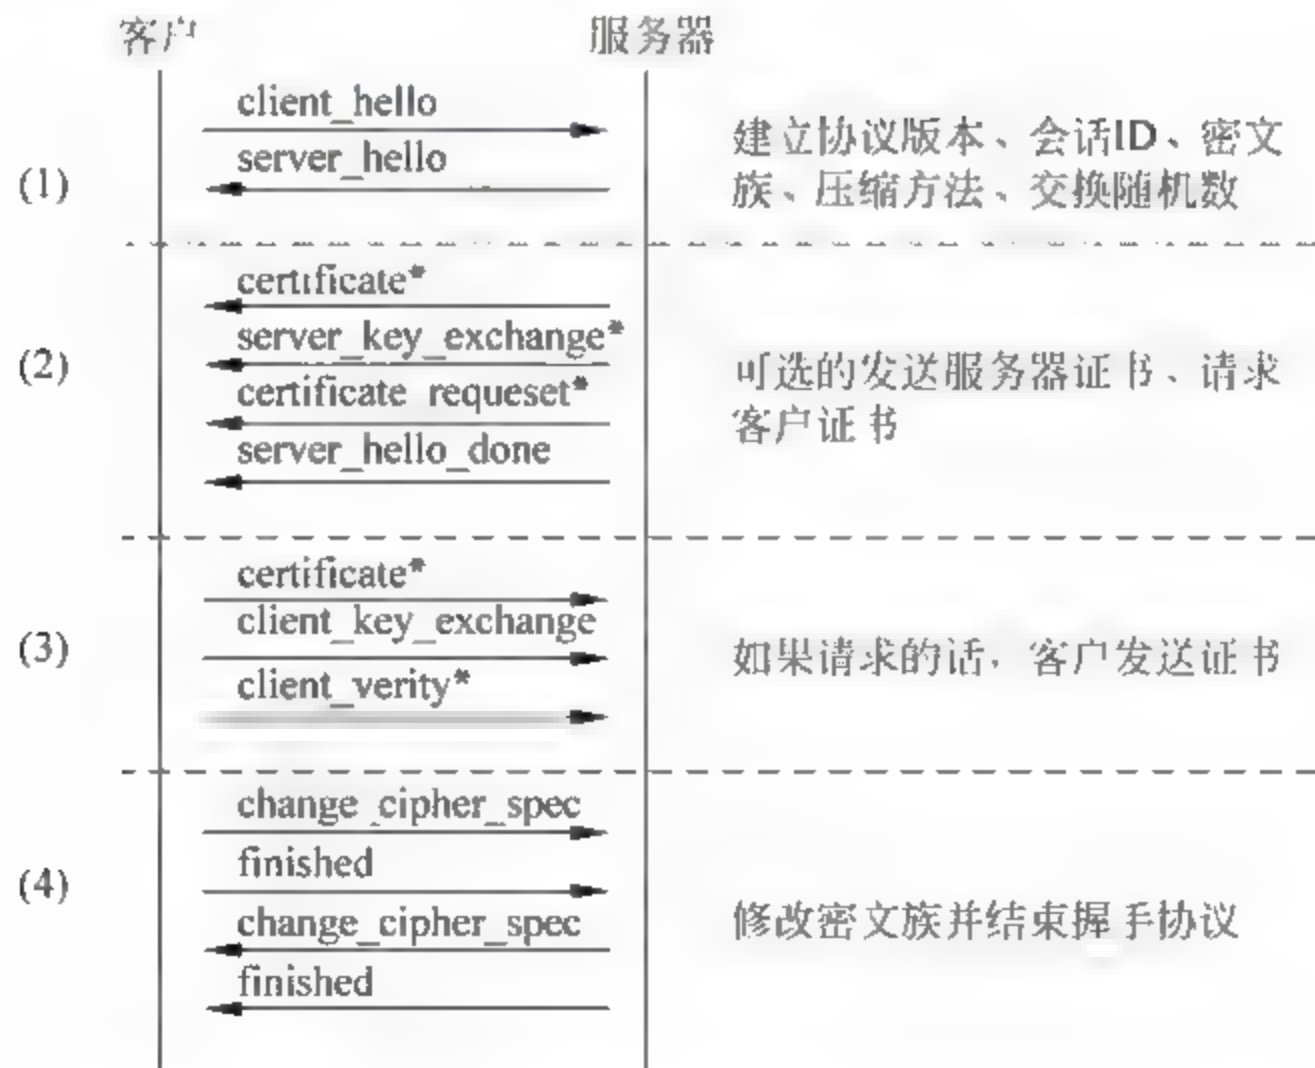 客户 服务器
client_hello
server_hello
(1)
建立协议版本、会话ID、密文
族、压缩方法、交换随机数
certificate*
server_key_exchange*
(2)
certificate requeset*
server_hello_done
可选的发送服务器证书、请求
客户证书
certificate*
client_key_exchange
(3)
client_verity*
如果请求的话，客户发送证书
change_cipher_spec
finished
(4)
change_cipher_spec
finished
修改密文族并结束握手协议